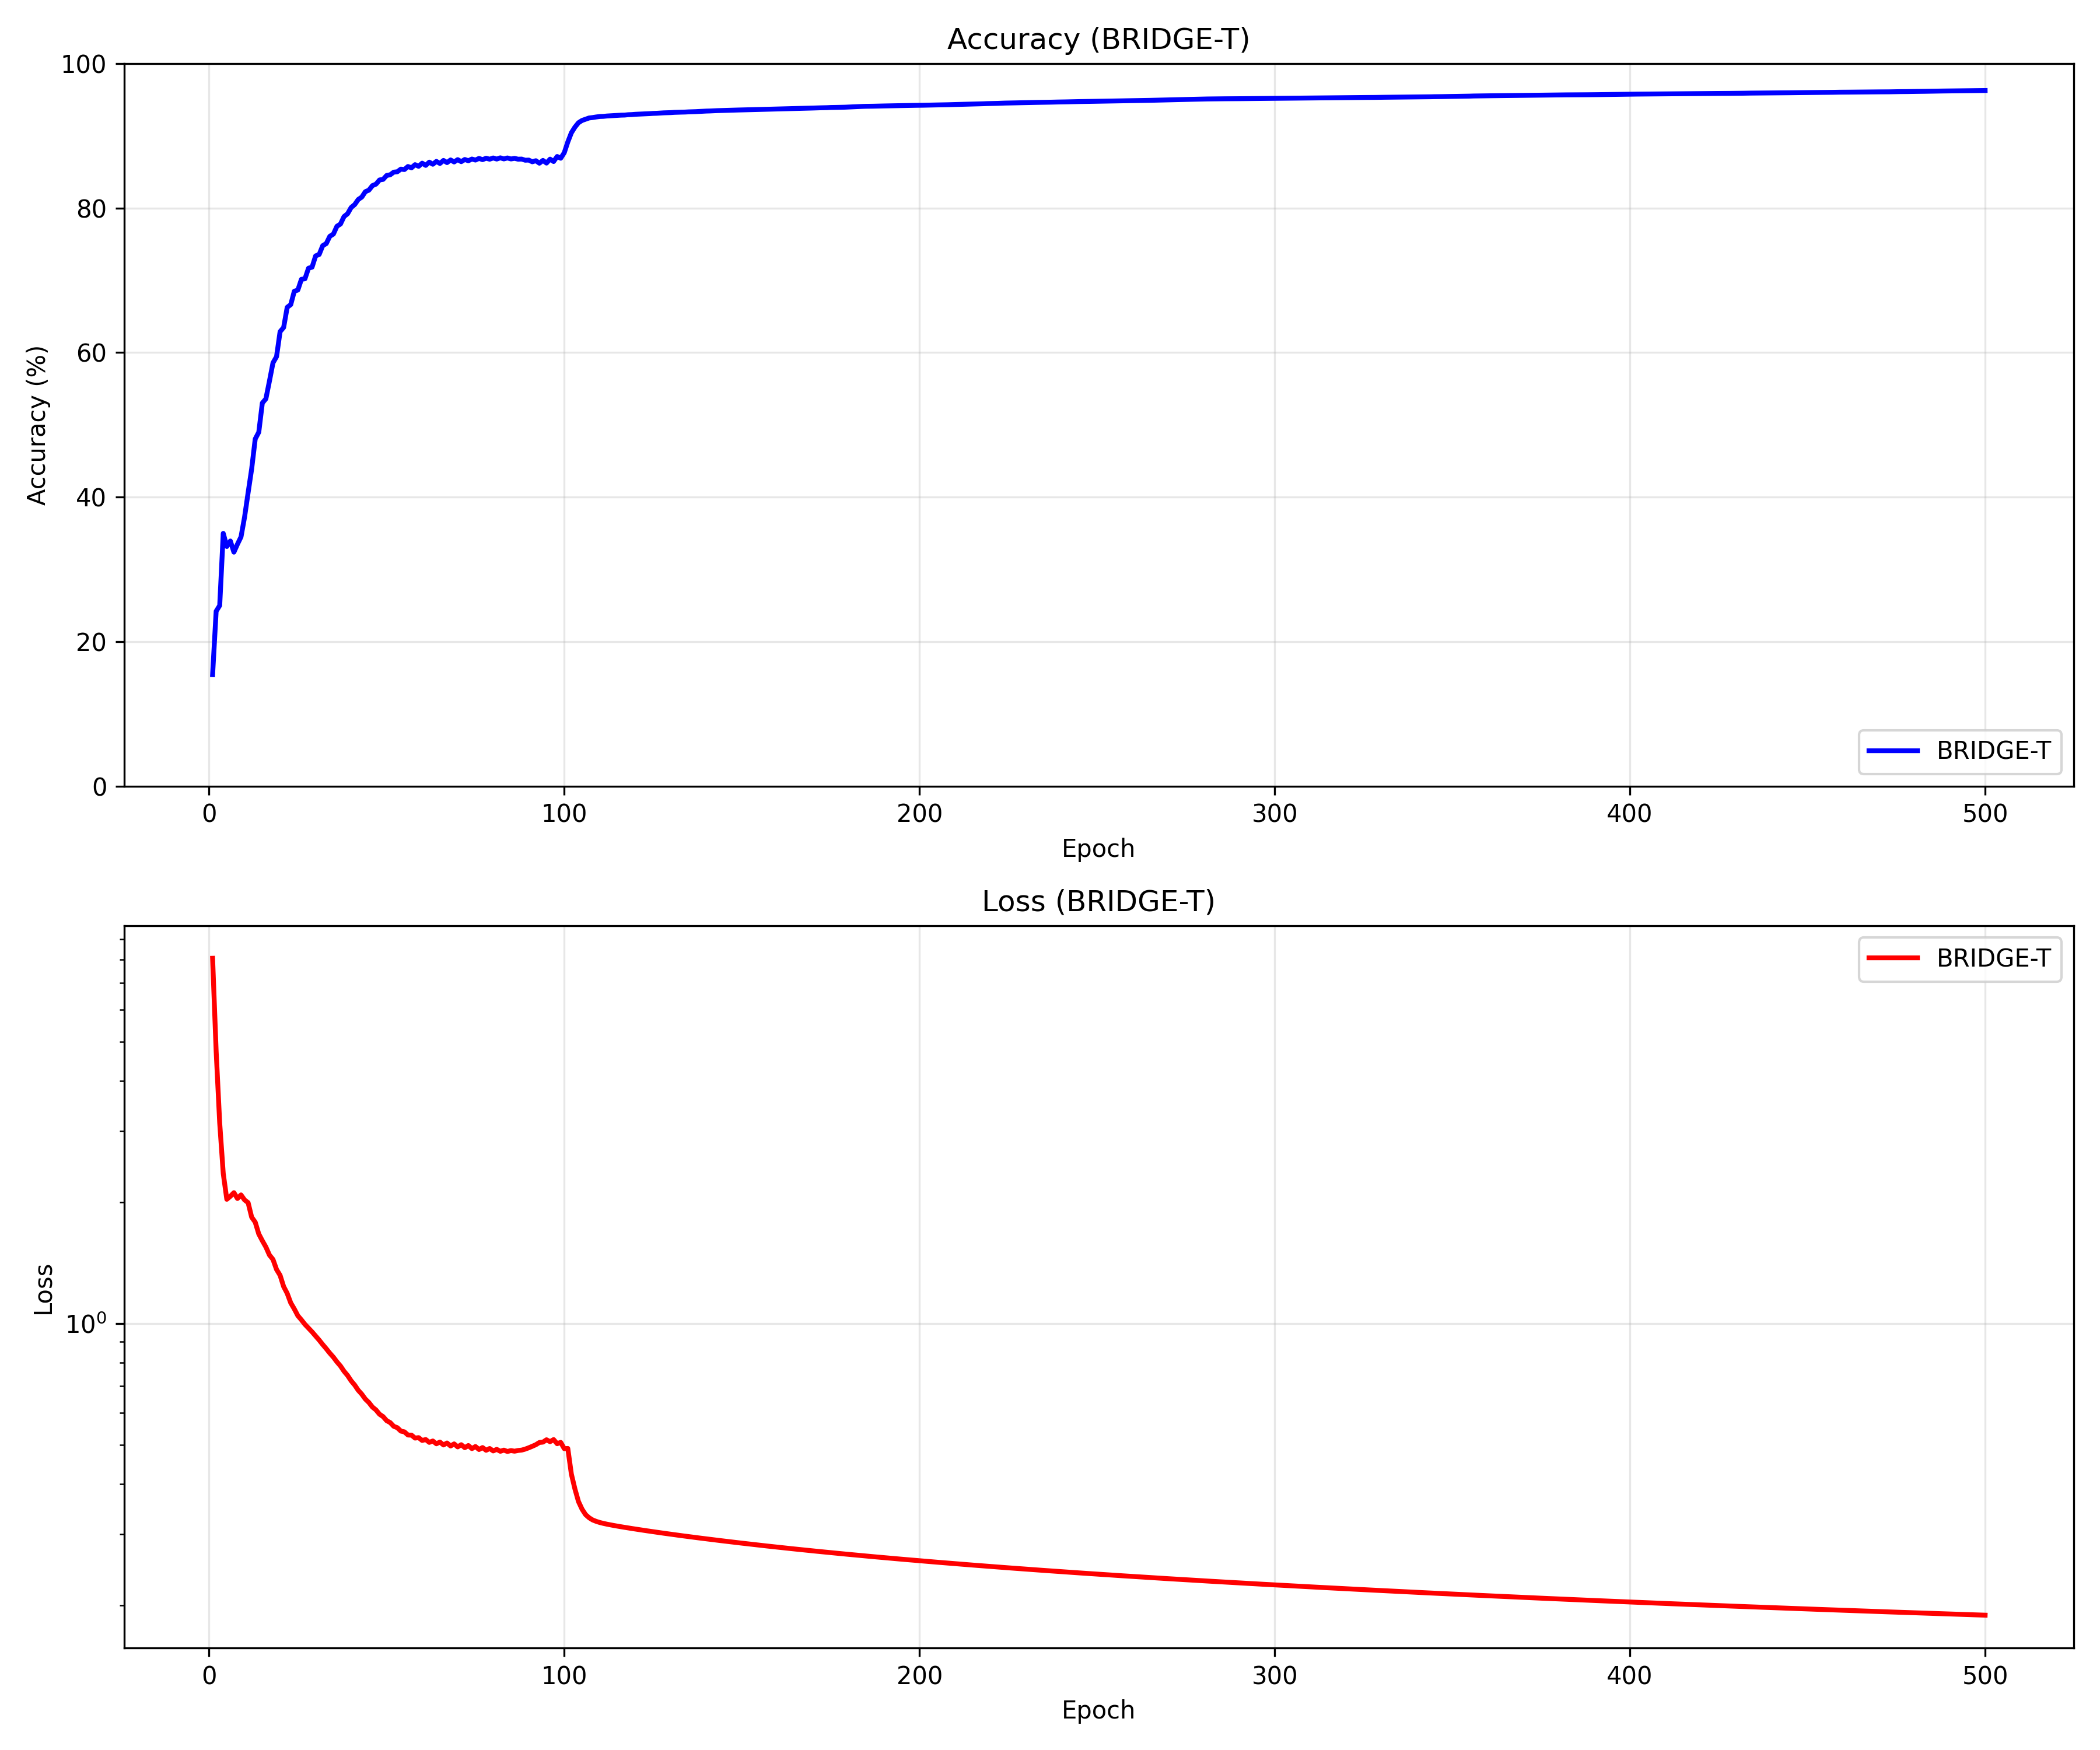 Accuracy (BRIDGE-T)
100
80
60
40
20
0
Accuracy (%)
0 100 200 300 400 500
Epoch
BRIDGE-T
Loss (BRIDGE-T)
BRIDGE-T
10⁰
Loss
0 100 200 300 400 500
Epoch